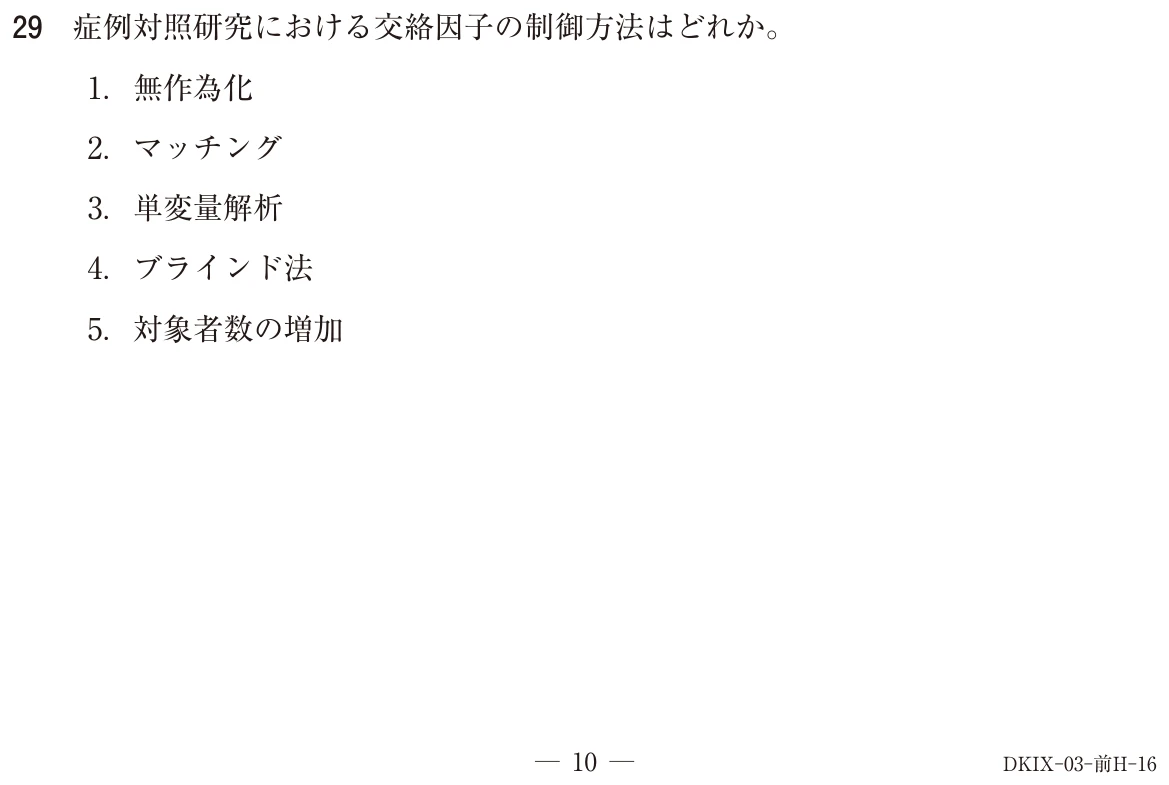 29 症例対照研究における交絡因子の制御方法はどれか。
1. 無作為化
2. マッチング
3. 単変量解析
4. ブラインド法
5. 対象者数の増加
— 10 —
DKIX-03-前H-16